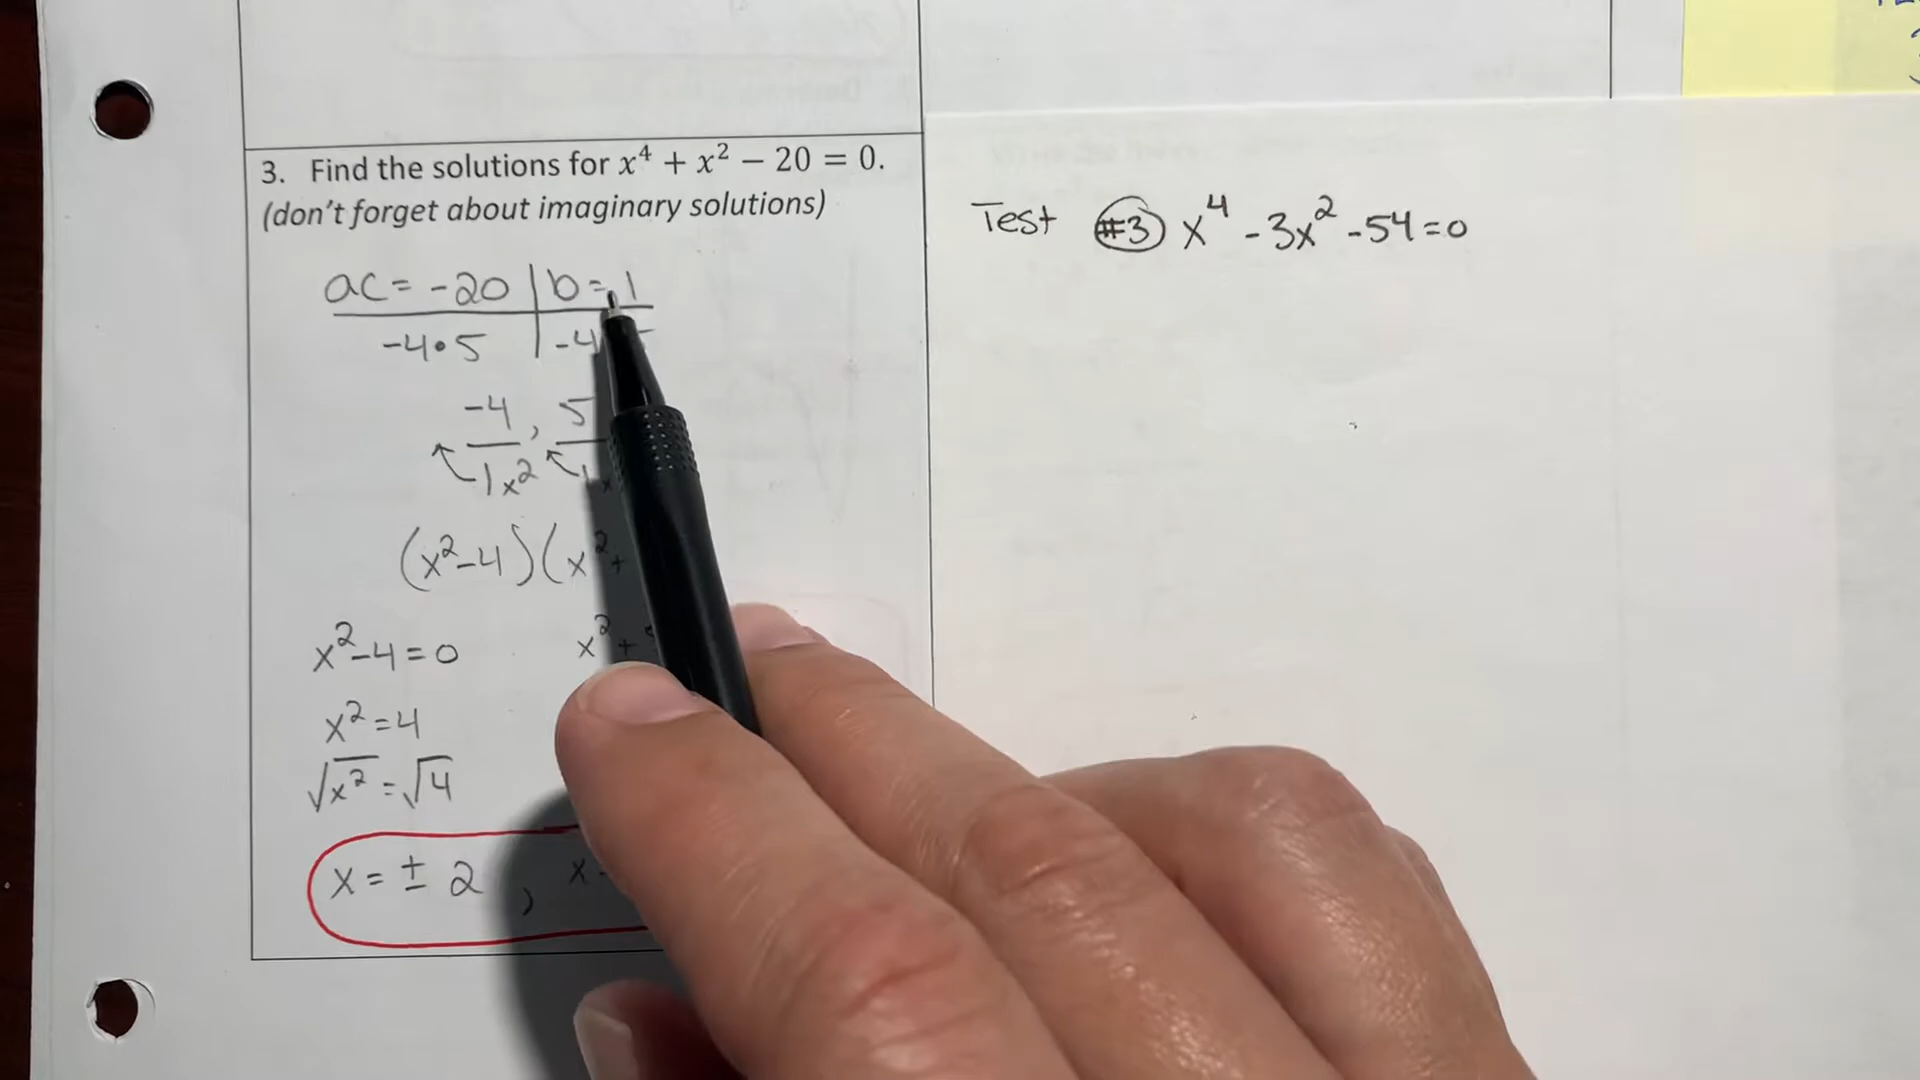 3. Find the solutions for x⁴ + x² − 20 = 0.
(don't forget about imaginary solutions)
ac = -20 | b = 1
-4 • 5 | -4
-4 , 5
1x² 1x
(x²-4)(x²+
x²-4=0 x²+
x²=4
√x² = √4
x = ± 2 , x
Test #3 x⁴ -3x² -54=0